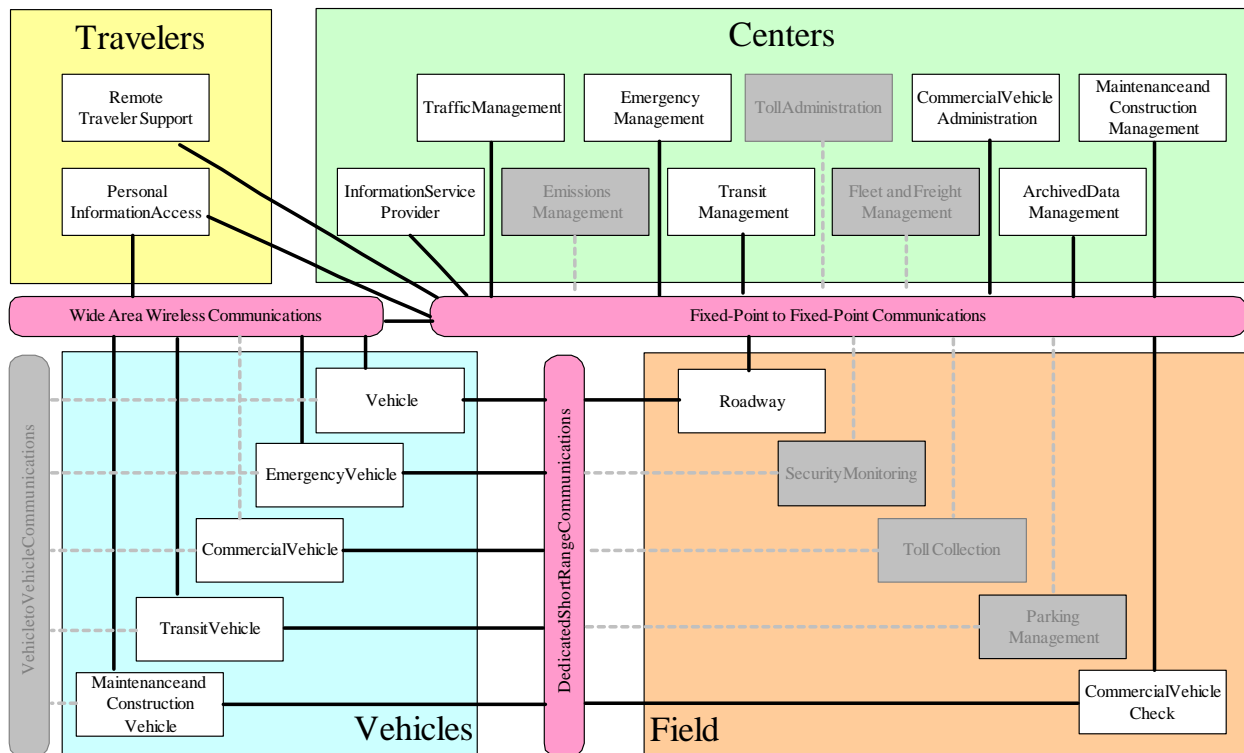 Travelers
Remote
Traveler Support
Personal
InformationAccess
Centers
TrafficManagement
Emergency
Management
TollAdministration
CommercialVehicle
Administration
Maintenanceand
Construction
Management
InformationService
Provider
Emissions
Management
Transit
Management
Fleet and Freight
Management
ArchivedData
Management
Wide Area Wireless Communications
Fixed-Point to Fixed-Point Communications
VehicletoVehicleCommunications
Vehicle
EmergencyVehicle
CommercialVehicle
TransitVehicle
Maintenanceand
Construction
Vehicle
Vehicles
DedicatedShortRangeCommunications
Roadway
SecurityMonitoring
Toll Collection
Parking
Management
CommercialVehicle
Check
Field